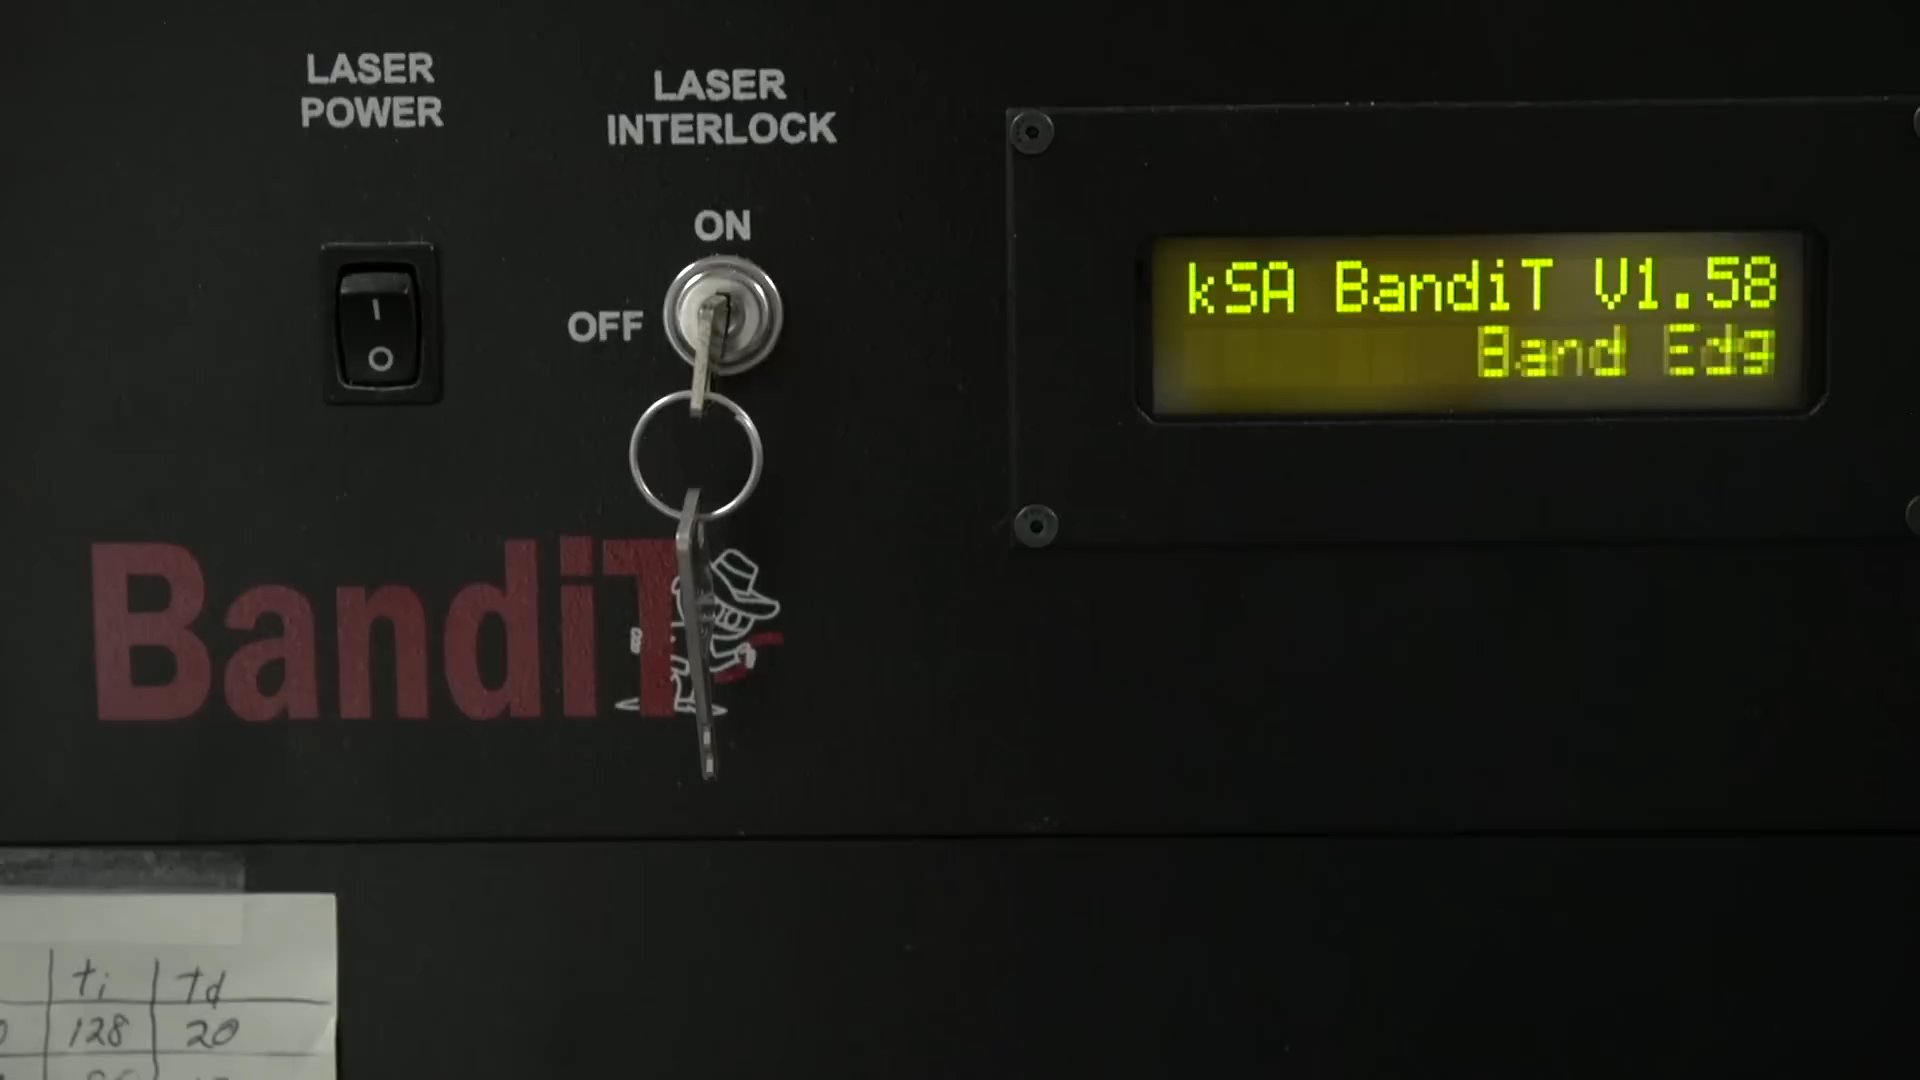 LASER
POWER
LASER
INTERLOCK
ON
OFF
I
O
kSA BandiT V1.58
Band Edg
BandiT
ti Td
128 20